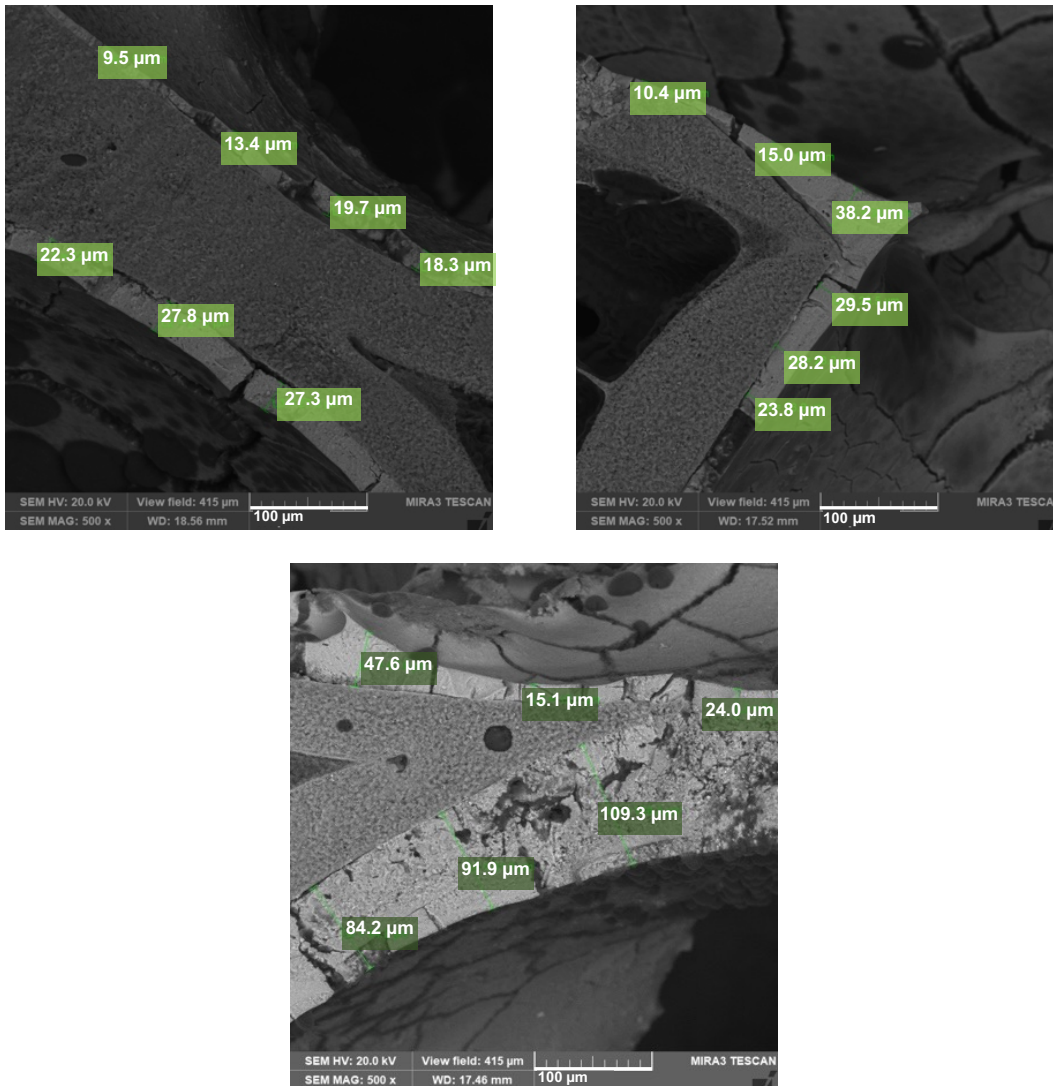 9.5 µm
13.4 µm
19.7 µm
18.3 µm
22.3 µm
27.8 µm
27.3 µm
SEM HV: 20.0 kV View field: 415 µm MIRA3 TESCAN
SEM MAG: 500 x WD: 18.56 mm 100 µm
10.4 µm
15.0 µm
38.2 µm
29.5 µm
28.2 µm
23.8 µm
SEM HV: 20.0 kV View field: 415 µm MIRA3 TESCA
SEM MAG: 500 x WD: 17.52 mm 100 µm
47.6 µm
15.1 µm
24.0 µm
109.3 µm
91.9 µm
84.2 µm
SEM HV: 20.0 kV View field: 415 µm MIRA3 TESCAN
SEM MAG: 500 x WD: 17.46 mm 100 µm